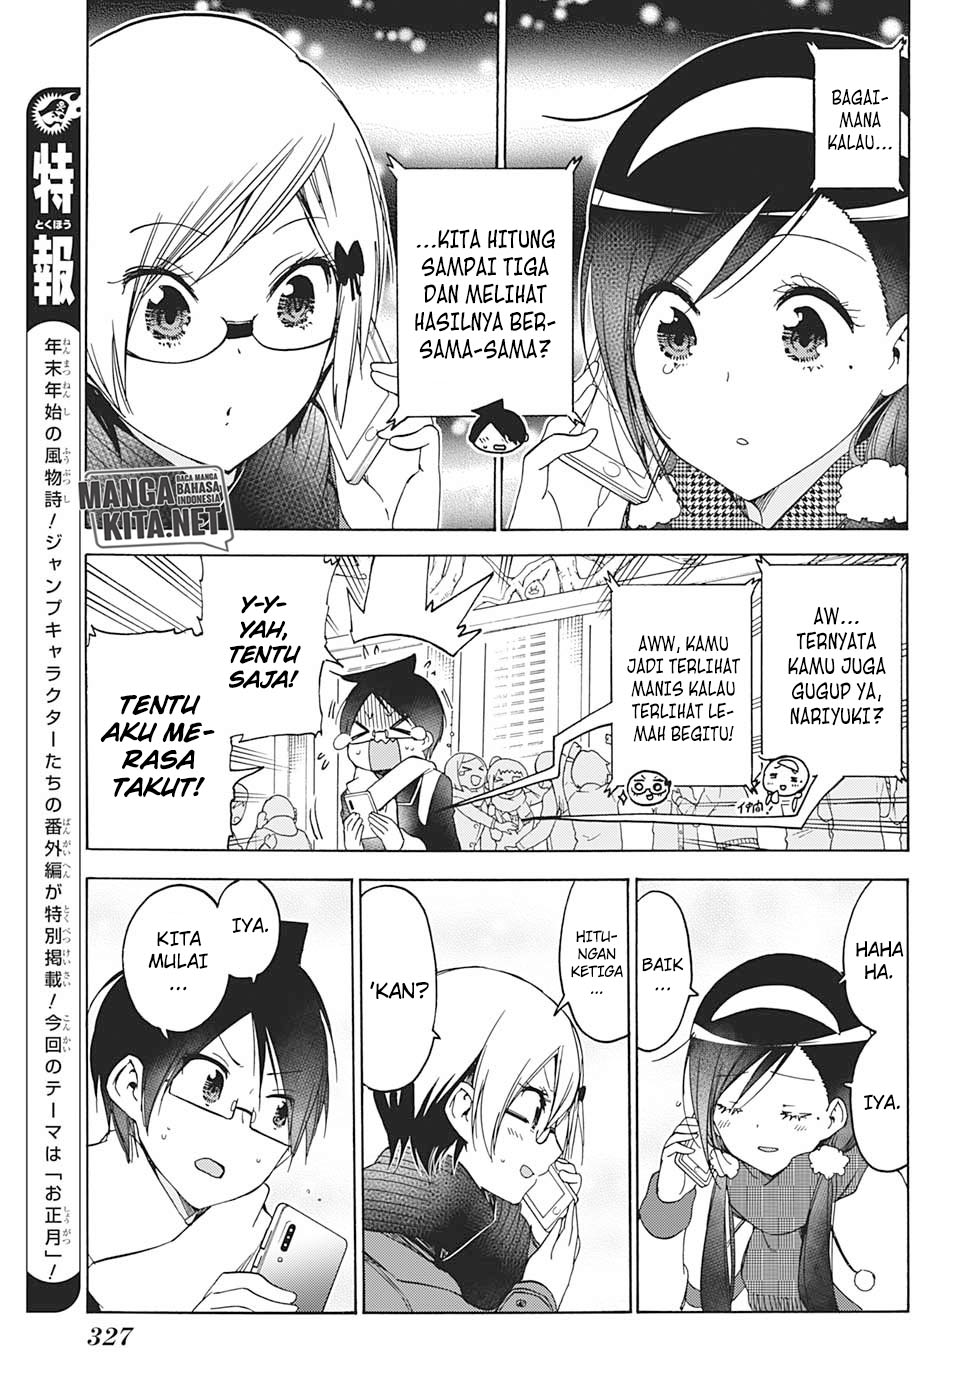 BAGAI-
MANA
KALAU...
...KITA HITUNG
SAMPAI TIGA
DAN MELIHAT
HASILNYA BER-
SAMA-SAMA?
AW...
TERNYATA
KAMU JUGA
GUGUP YA,
NARIYUKI?
AWW, KAMU
JADI TERLIHAT
MANIS KALAU
TERLIHAT LE-
MAH BEGITU!
Y-Y-
YAH,
TENTU
SAJA!
TENTU
AKU ME-
RASA
TAKUT!
HAHA
HA.
IYA.
BAIK
...
HITU-
NGAN
KETIGA
...
'KAN?
IYA.
KITA
MULAI
...
特報
とくほう
年末年始の風物詩！ジャンプキャラクターたちの番外編が特別掲載！今回のテーマは「お正月」！
MANGA
KITA.NET
BACA MANGA
BAHASA
INDONESIA
327